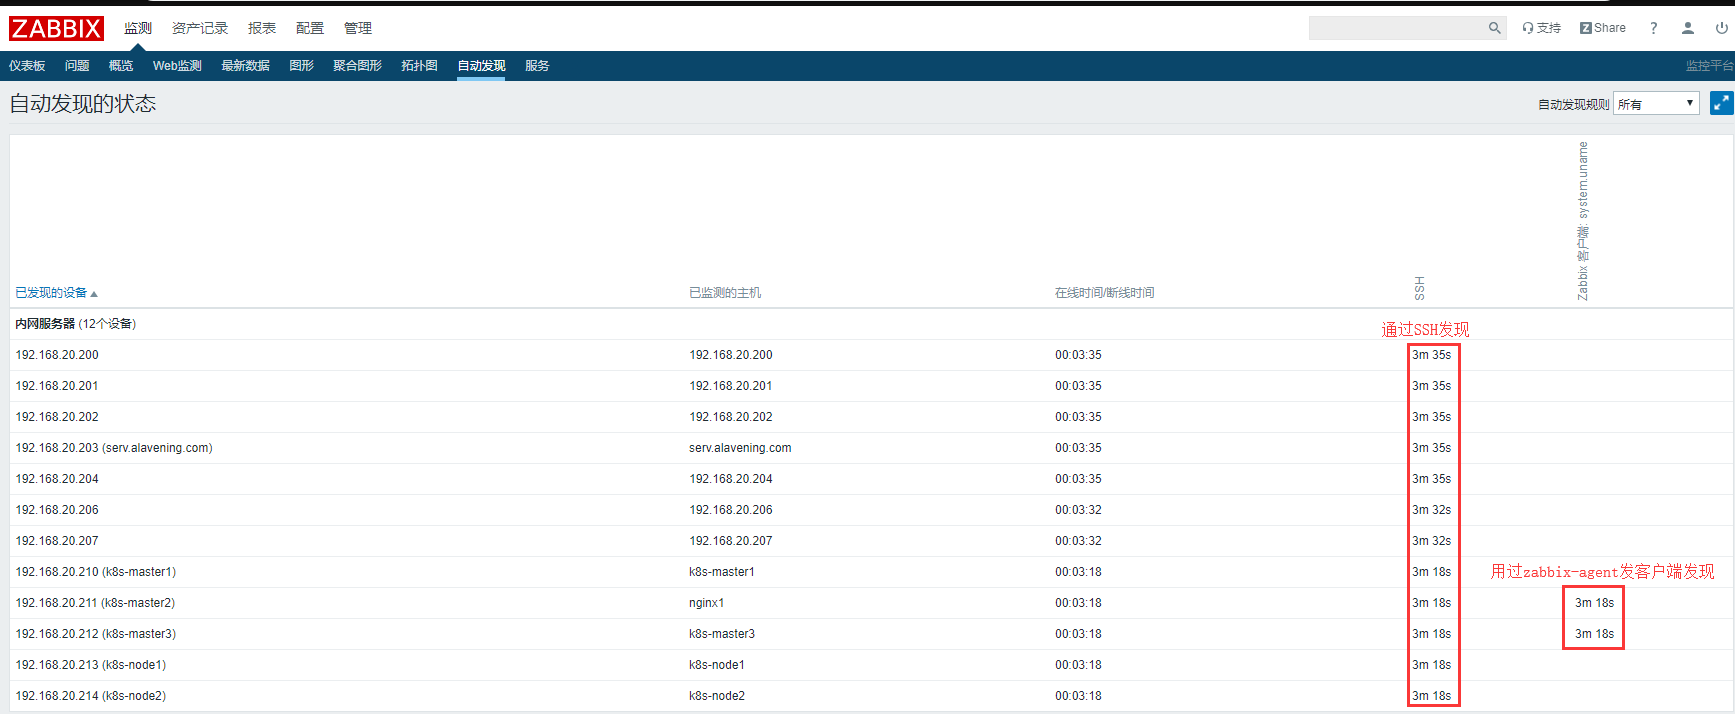 ZABBIX 监测 资产记录 报表 配置 管理 支持 Z Share ?
仪表板 问题 概览 Web监测 最新数据 图形 聚合图形 拓扑图 自动发现 服务 监控平台
自动发现的状态 自动发现规则 所有
已发现的设备 已监测的主机 在线时间/断线时间 SSH Zabbix 客户端: system.uname
内网服务器 (12个设备)
通过SSH发现
192.168.20.200 192.168.20.200 00:03:35 3m 35s
192.168.20.201 192.168.20.201 00:03:35 3m 35s
192.168.20.202 192.168.20.202 00:03:35 3m 35s
192.168.20.203 (serv.alavening.com) serv.alavening.com 00:03:35 3m 35s
192.168.20.204 192.168.20.204 00:03:35 3m 35s
192.168.20.206 192.168.20.206 00:03:32 3m 32s
192.168.20.207 192.168.20.207 00:03:32 3m 32s
192.168.20.210 (k8s-master1) k8s-master1 00:03:18 3m 18s 用过zabbix-agent发客户端发现
192.168.20.211 (k8s-master2) nginx1 00:03:18 3m 18s 3m 18s
192.168.20.212 (k8s-master3) k8s-master3 00:03:18 3m 18s 3m 18s
192.168.20.213 (k8s-node1) k8s-node1 00:03:18 3m 18s
192.168.20.214 (k8s-node2) k8s-node2 00:03:18 3m 18s